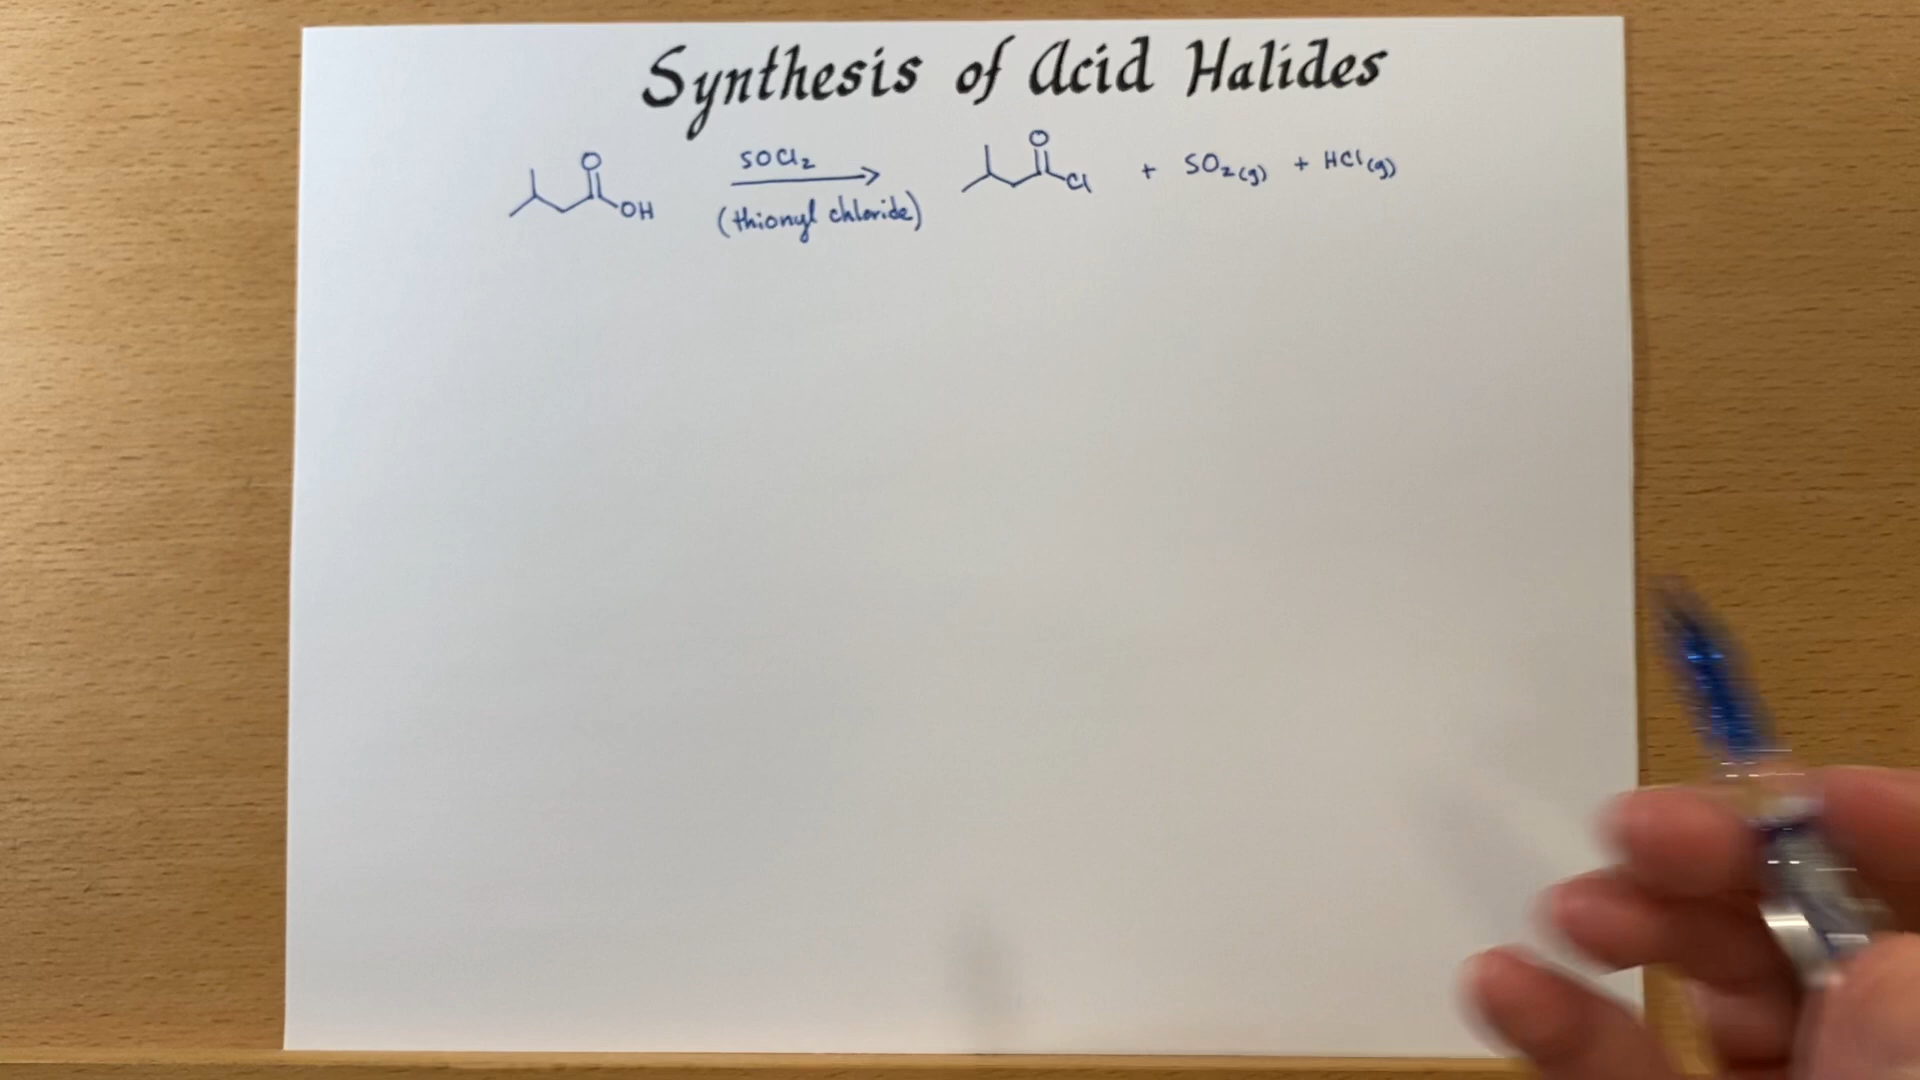 Synthesis of Acid Halides
O O
SOCl₂ + SO₂(g) + HCl(g)
OH (thionyl chloride) Cl